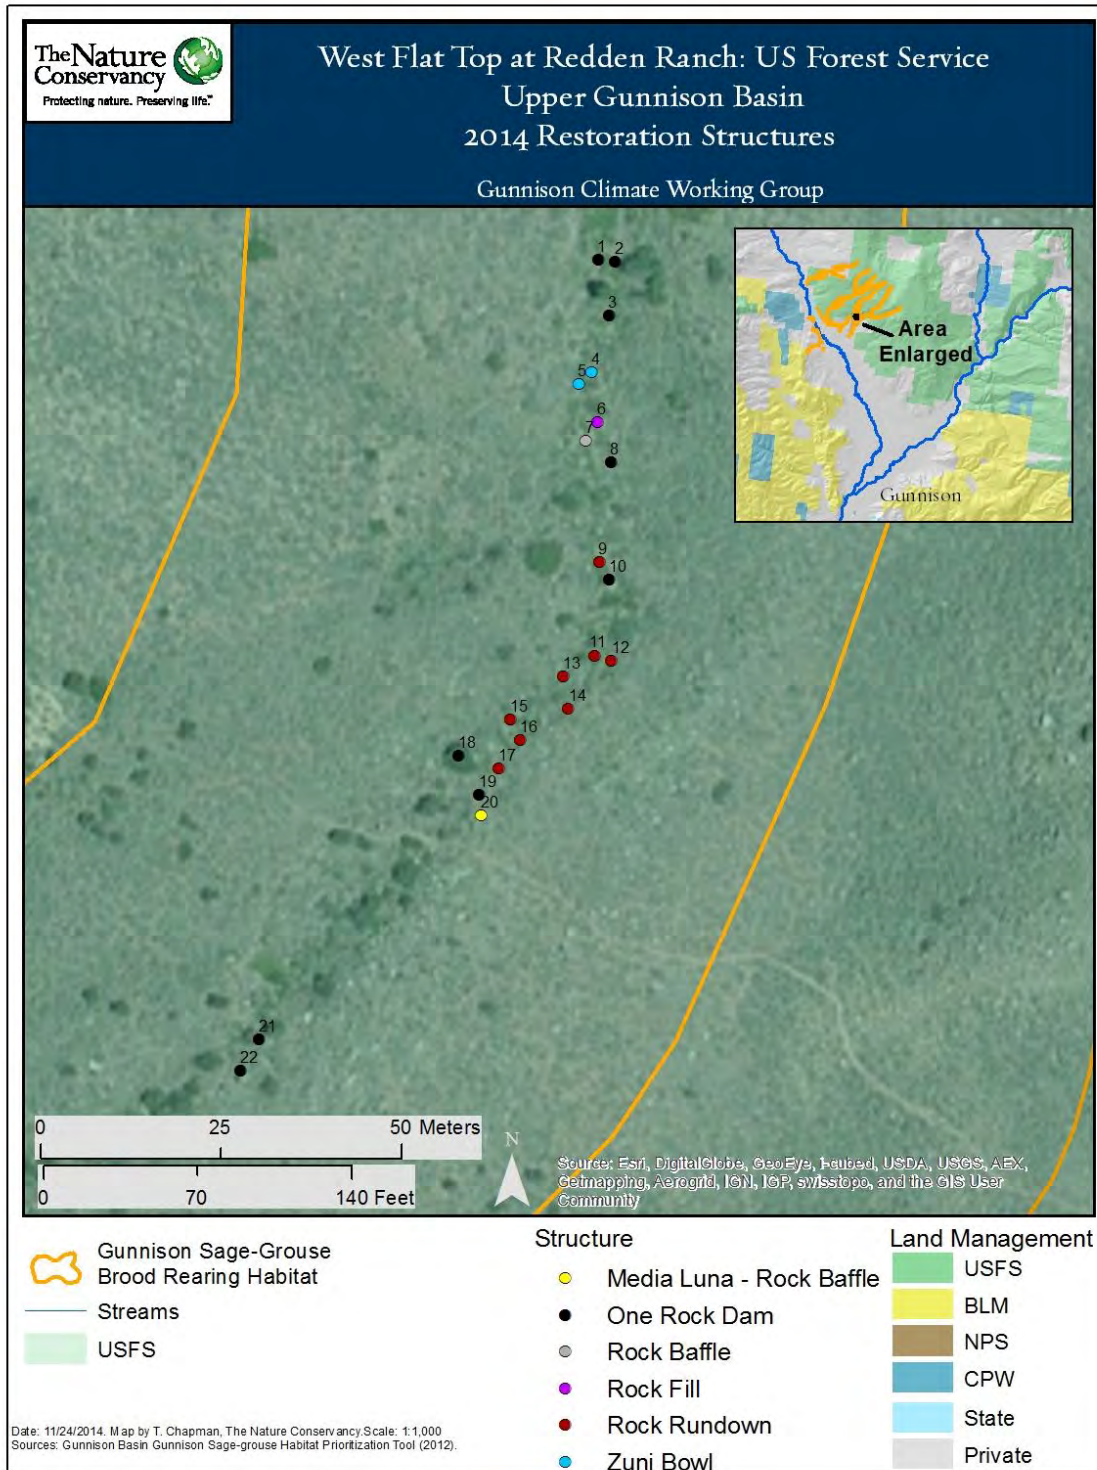 The Nature
Conservancy
Protecting nature. Preserving life.™
West Flat Top at Redden Ranch: US Forest Service
Upper Gunnison Basin
2014 Restoration Structures
Gunnison Climate Working Group
1 2
3
4
5
6
7
8
9
10
11
12
13
14
15
16
17
18
19
20
21
22
Area
Enlarged
Gunnison
0 25 50 Meters
0 70 140 Feet
N
Source: Esri, DigitalGlobe, GeoEye, i-cubed, USDA, USGS, AEX,
Getmapping, Aerogrid, IGN, IGP, swisstopo, and the GIS User
Community
Gunnison Sage-Grouse
Brood Rearing Habitat
Streams
USFS
Structure
Media Luna - Rock Baffle
One Rock Dam
Rock Baffle
Rock Fill
Rock Rundown
Zuni Bowl
Land Management
USFS
BLM
NPS
CPW
State
Private
Date: 11/24/2014. Map by T. Chapman, The Nature Conservancy.Scale: 1:1,000
Sources: Gunnison Basin Gunnison Sage-grouse Habitat Prioritization Tool (2012).